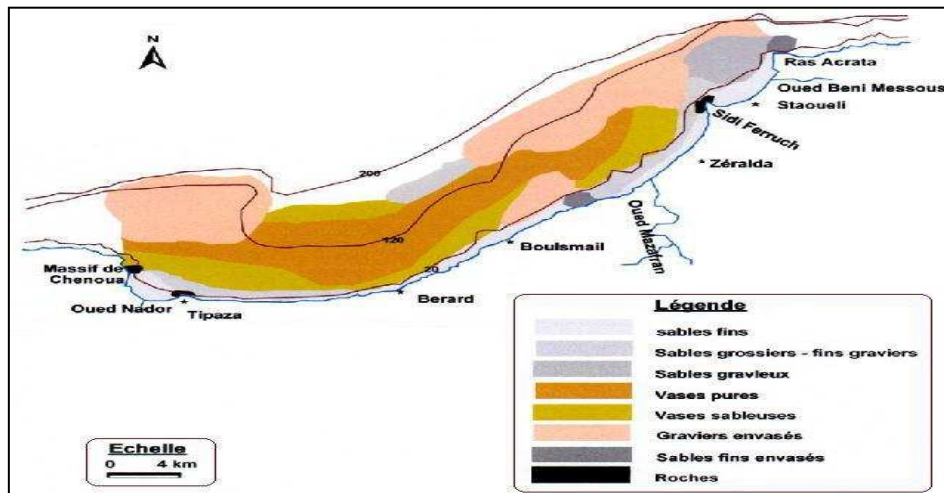 N
Ras Acrata
Oued Beni Messous
Staoueli
Sidi Ferruch
Zéralda
200
Oued Mazafran
120
Bouismail
Massif de
Chenoua
20
Berard
Oued Nador
Tipaza
Légende
sables fins
Sables grossiers - fins graviers
Sables gravleux
Vases pures
Vases sableuses
Graviers envasés
Sables fins envasés
Roches
Echelle
0 4 km